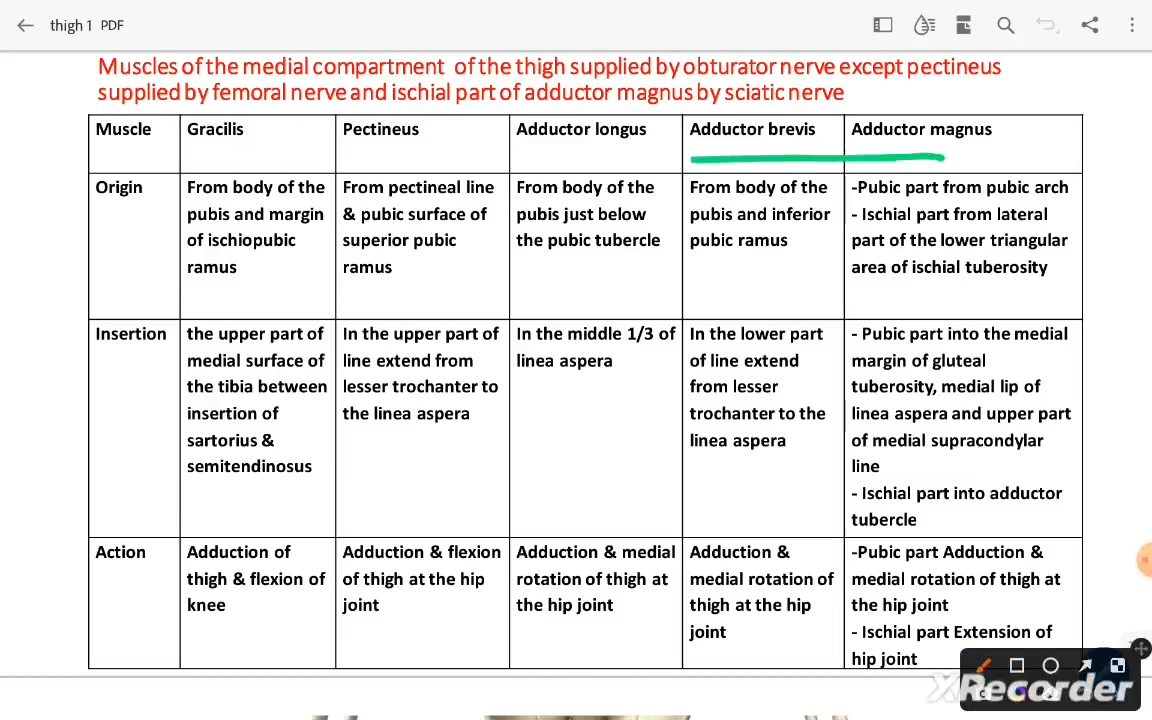 thigh 1 PDF
Muscles of the medial compartment of the thigh supplied by obturator nerve except pectineus
supplied by femoral nerve and ischial part of adductor magnus by sciatic nerve
Muscle
Gracilis
Pectineus
Adductor longus
Adductor brevis
Adductor magnus
Origin
From body of the
pubis and margin
of ischiopubic
ramus
From pectineal line
& pubic surface of
superior pubic
ramus
From body of the
pubis just below
the pubic tubercle
From body of the
pubis and inferior
pubic ramus
-Pubic part from pubic arch
- Ischial part from lateral
part of the lower triangular
area of ischial tuberosity
Insertion
the upper part of
medial surface of
the tibia between
insertion of
sartorius &
semitendinosus
In the upper part of
line extend from
lesser trochanter to
the linea aspera
In the middle 1/3 of
linea aspera
In the lower part
of line extend
from lesser
trochanter to the
linea aspera
- Pubic part into the medial
margin of gluteal
tuberosity, medial lip of
linea aspera and upper part
of medial supracondylar
line
- Ischial part into adductor
tubercle
Action
Adduction of
thigh & flexion of
knee
Adduction & flexion
of thigh at the hip
joint
Adduction & medial
rotation of thigh at
the hip joint
Adduction &
medial rotation of
thigh at the hip
joint
-Pubic part Adduction &
medial rotation of thigh at
the hip joint
- Ischial part Extension of
hip joint
XRecorder